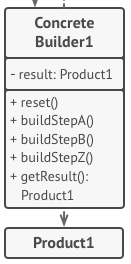 Concrete
Builder1
- result: Product1
+ reset()
+ buildStepA()
+ buildStepB()
+ buildStepZ()
+ getResult():
Product1
Product1